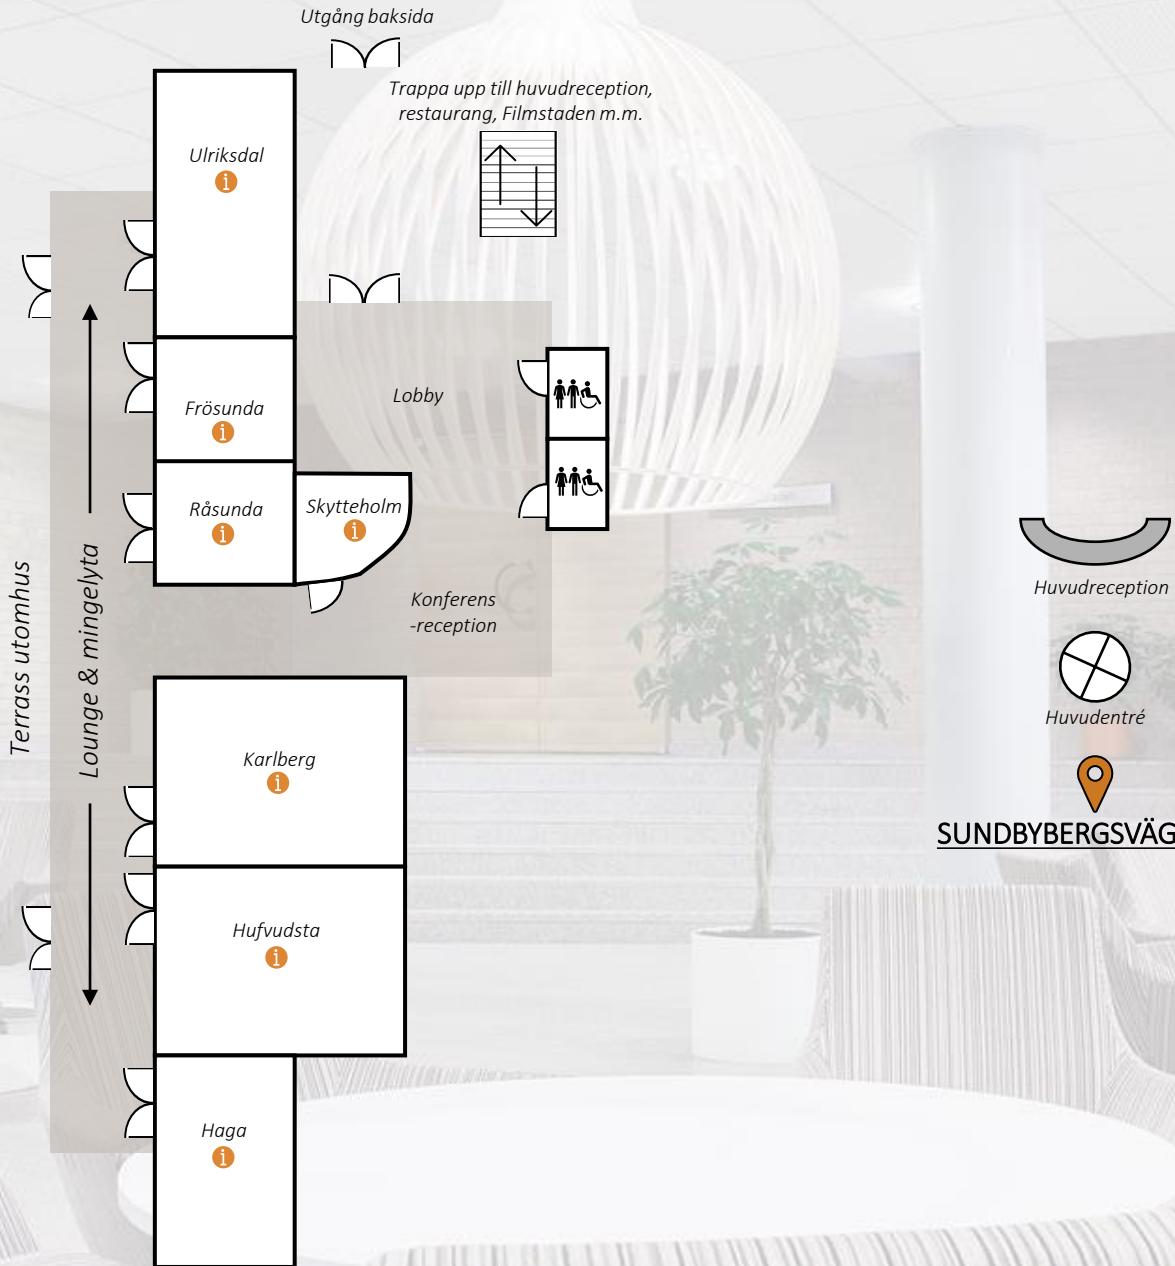 Utgång baksida
Trappa upp till huvudreception,
restaurang, Filmstaden m.m.
Ulriksdal
i
Lobby
Frösunda
i
Råsunda
i
Skytteholm
i
Konferens
-reception
Terrass utomhus
Lounge & mingelyta
Huvudreception
Huvudentré
SUNDBYBERGSVÄG
Karlberg
i
Hufvudsta
i
Haga
i